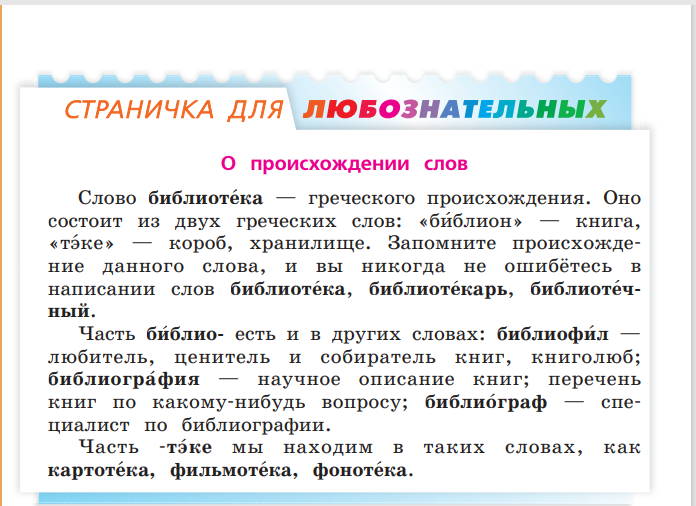 СТРАНИЧКА ДЛЯ ЛЮБОЗНАТЕЛЬНЫХ
О происхождении слов
Слово библиоте́ка — греческого происхождения. Оно
состоит из двух греческих слов: «би́блион» — книга,
«тэ́ке» — короб, хранилище. Запомните происхожде-
ние данного слова, и вы никогда не ошибётесь в
написании слов библиоте́ка, библиоте́карь, библиоте́ч-
ный.
Часть би́блио- есть и в других словах: библиофи́л —
любитель, ценитель и собиратель книг, книголюб;
библиогра́фия — научное описание книг; перечень
книг по какому-нибудь вопросу; библио́граф — спе-
циалист по библиографии.
Часть -тэ́ке мы находим в таких словах, как
картоте́ка, фильмоте́ка, фоноте́ка.